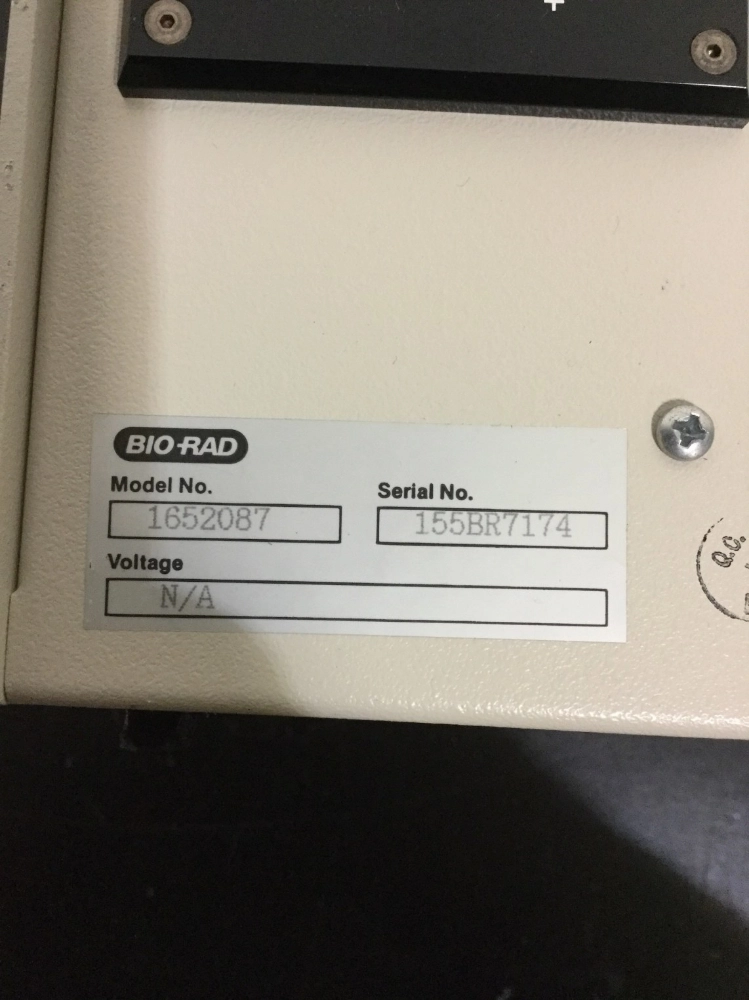 BIO-RAD
Model No. Serial No.
1652087 155BR7174
Voltage
N/A
Q.C.